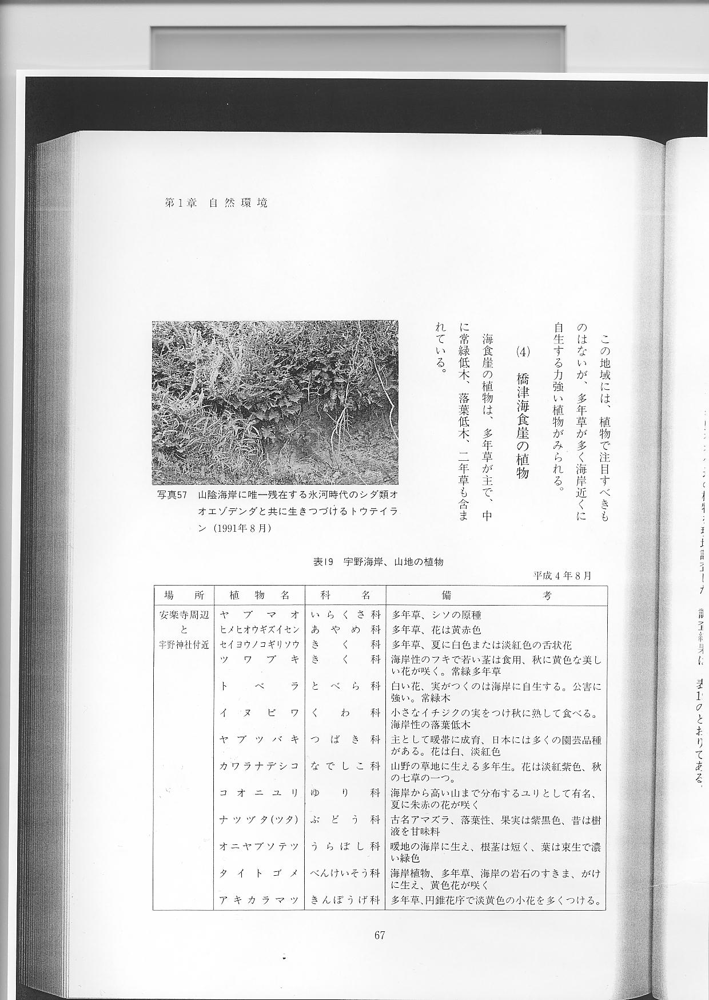 第1章　自然環境
この地域には、植物で注目すべきも
のはないが、多年草が多く海岸近くに
自生する力強い植物がみられる。
(4)　橋津海食崖の植物
海食崖の植物は、多年草が主で、中
に常緑低木、落葉低木、二年草も含ま
れている。
写真57　山陰海岸に唯一残在する氷河時代のシダ類オ
オエゾデンダと共に生きつづけるトウテイラ
ン（1991年8月）
表19　宇野海岸、山地の植物
平成4年8月
場所　植物名　科名　備考
安楽寺周辺　ヤブマオ　いらくさ科　多年草、シソの原種
と　ヒメヒオウギズイセン　あやめ科　多年草、花は黄赤色
宇野神社付近　セイヨウノコギリソウ　きく科　多年草、夏に白色または淡紅色の舌状花
ツワブキ　きく科　海岸性のフキで若い茎は食用、秋に黄色な美し
い花が咲く。常緑多年草
トベラ　とべら科　白い花、実がつくのは海岸に自生する。公害に
強い。常緑木
イヌビワ　くわ科　小さなイチジクの実をつけ秋に熟して食べる。
海岸性の落葉低木
ヤブツバキ　つばき科　主として暖帯に成育、日本には多くの園芸品種
がある。花は白、淡紅色
カワラナデシコ　なでしこ科　山野の草地に生える多年生。花は淡紅紫色、秋
の七草の一つ。
コオニユリ　ゆり科　海岸から高い山まで分布するユリとして有名、
夏に朱赤の花が咲く
ナツヅタ(ツタ)　ぶどう科　古名アマズラ、落葉性、果実は紫黒色、昔は樹
液を甘味料
オニヤブソテツ　うらぼし科　暖地の海岸に生え、根茎は短く、葉は束生で濃
い緑色
タイトゴメ　べんけいそう科　海岸植物、多年草、海岸の岩石のすきま、がけ
に生え、黄色花が咲く
アキカラマツ　きんぽうげ科　多年草、円錐花序で淡黄色の小花を多くつける。
67